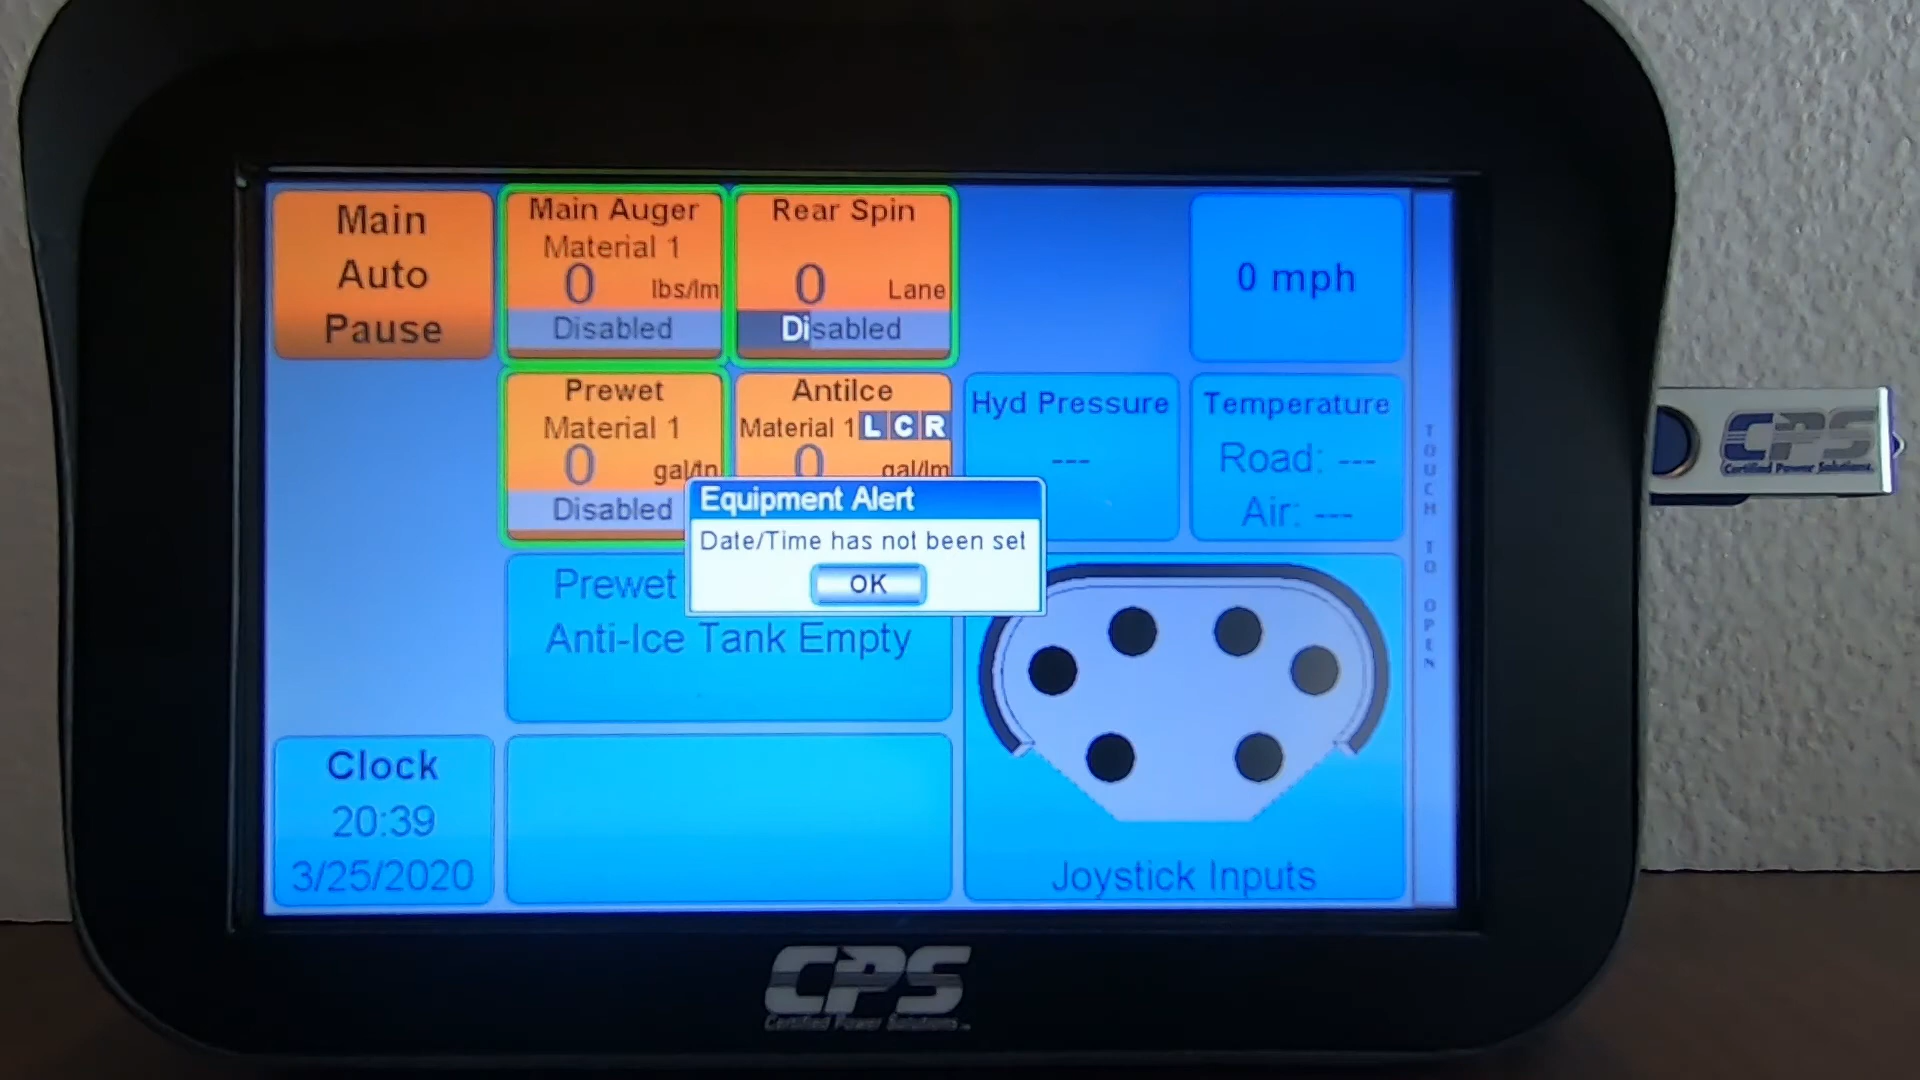 Main
Auto
Pause
Main Auger
Material 1
0 lbs/lm
Disabled
Rear Spin
0 Lane
Disabled
0 mph
Prewet
Material 1
0 gal/tn
Disabled
AntiIce
Material 1 L C R
0 gal/lm
Hyd Pressure
---
Temperature
Road: ---
Air: ---
Equipment Alert
Date/Time has not been set
OK
Prewet
Anti-Ice Tank Empty
Clock
20:39
3/25/2020
Joystick Inputs
TOUCH TO OPEN
CPS
Certified Power Solutions
CPS
Certified Power Solutions